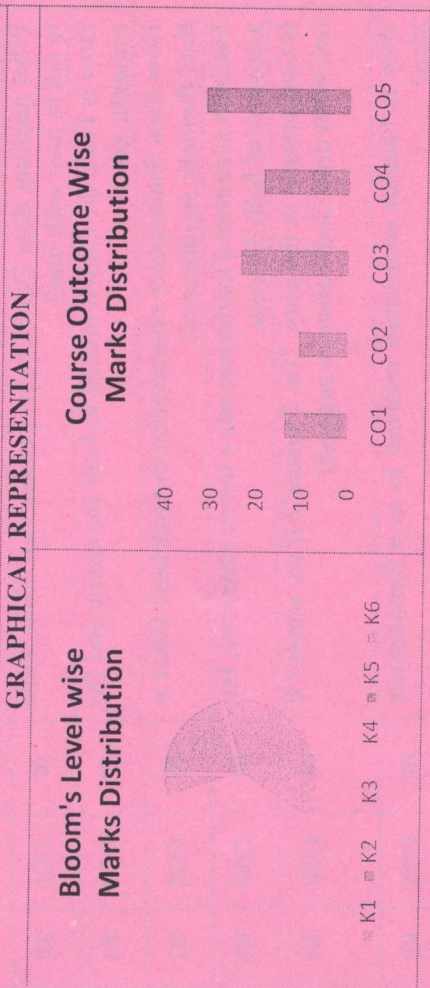 GRAPHICAL REPRESENTATION
Bloom's Level wise
Marks Distribution
K1 K2 K3 K4 K5 K6
Course Outcome Wise
Marks Distribution
40
30
20
10
0
CO1 CO2 CO3 CO4 CO5